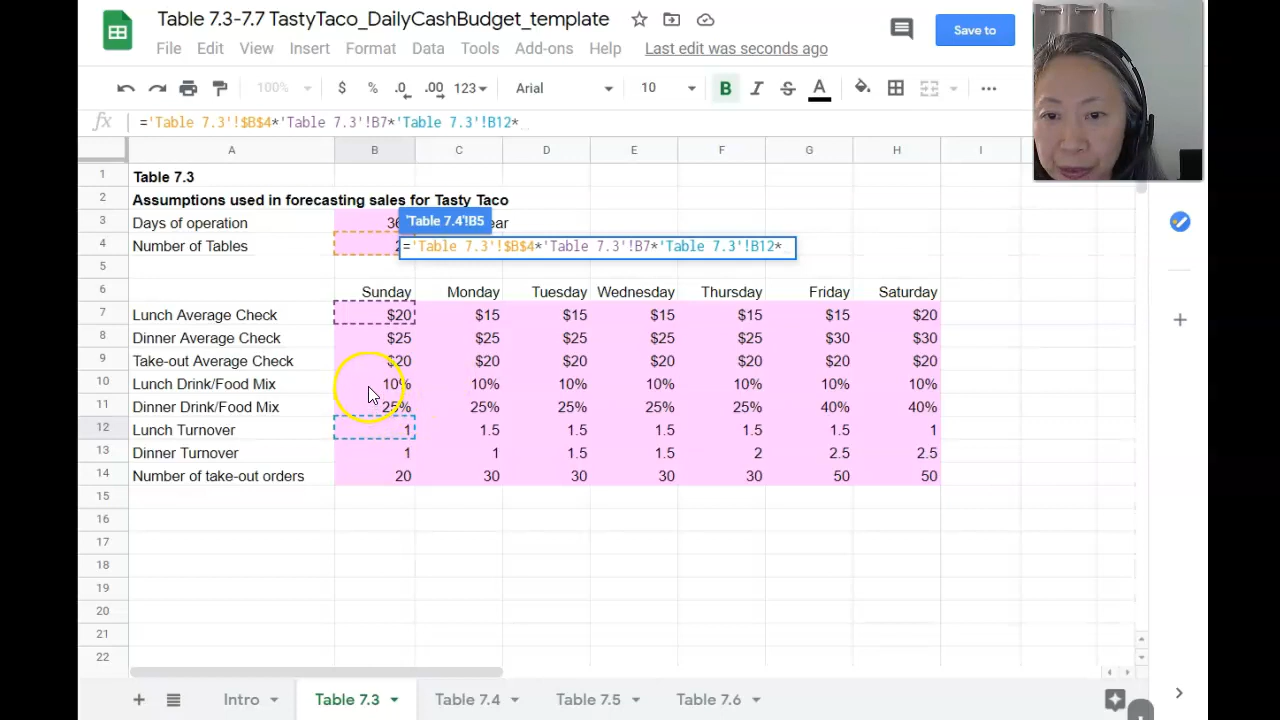 Table 7.3-7.7 TastyTaco_DailyCashBudget_template
File Edit View Insert Format Data Tools Add-ons Help Last edit was seconds ago
Save to
100% $ % .0 .00 123 Arial 10 B I S A
fx ='Table 7.3'!$B$4*'Table 7.3'!B7*'Table 7.3'!B12*
A B C D E F G H I
1 Table 7.3
2 Assumptions used in forecasting sales for Tasty Taco
3 Days of operation 'Table 7.4'!B5
4 Number of Tables ='Table 7.3'!$B$4*'Table 7.3'!B7*'Table 7.3'!B12*
5
6 Sunday Monday Tuesday Wednesday Thursday Friday Saturday
7 Lunch Average Check $20 $15 $15 $15 $15 $15 $20
8 Dinner Average Check $25 $25 $25 $25 $25 $30 $30
9 Take-out Average Check $20 $20 $20 $20 $20 $20 $20
10 Lunch Drink/Food Mix 10% 10% 10% 10% 10% 10% 10%
11 Dinner Drink/Food Mix 25% 25% 25% 25% 25% 40% 40%
12 Lunch Turnover 1 1.5 1.5 1.5 1.5 1.5 1
13 Dinner Turnover 1 1 1.5 1.5 2 2.5 2.5
14 Number of take-out orders 20 30 30 30 30 50 50
15
16
17
18
19
20
21
22
Intro Table 7.3 Table 7.4 Table 7.5 Table 7.6